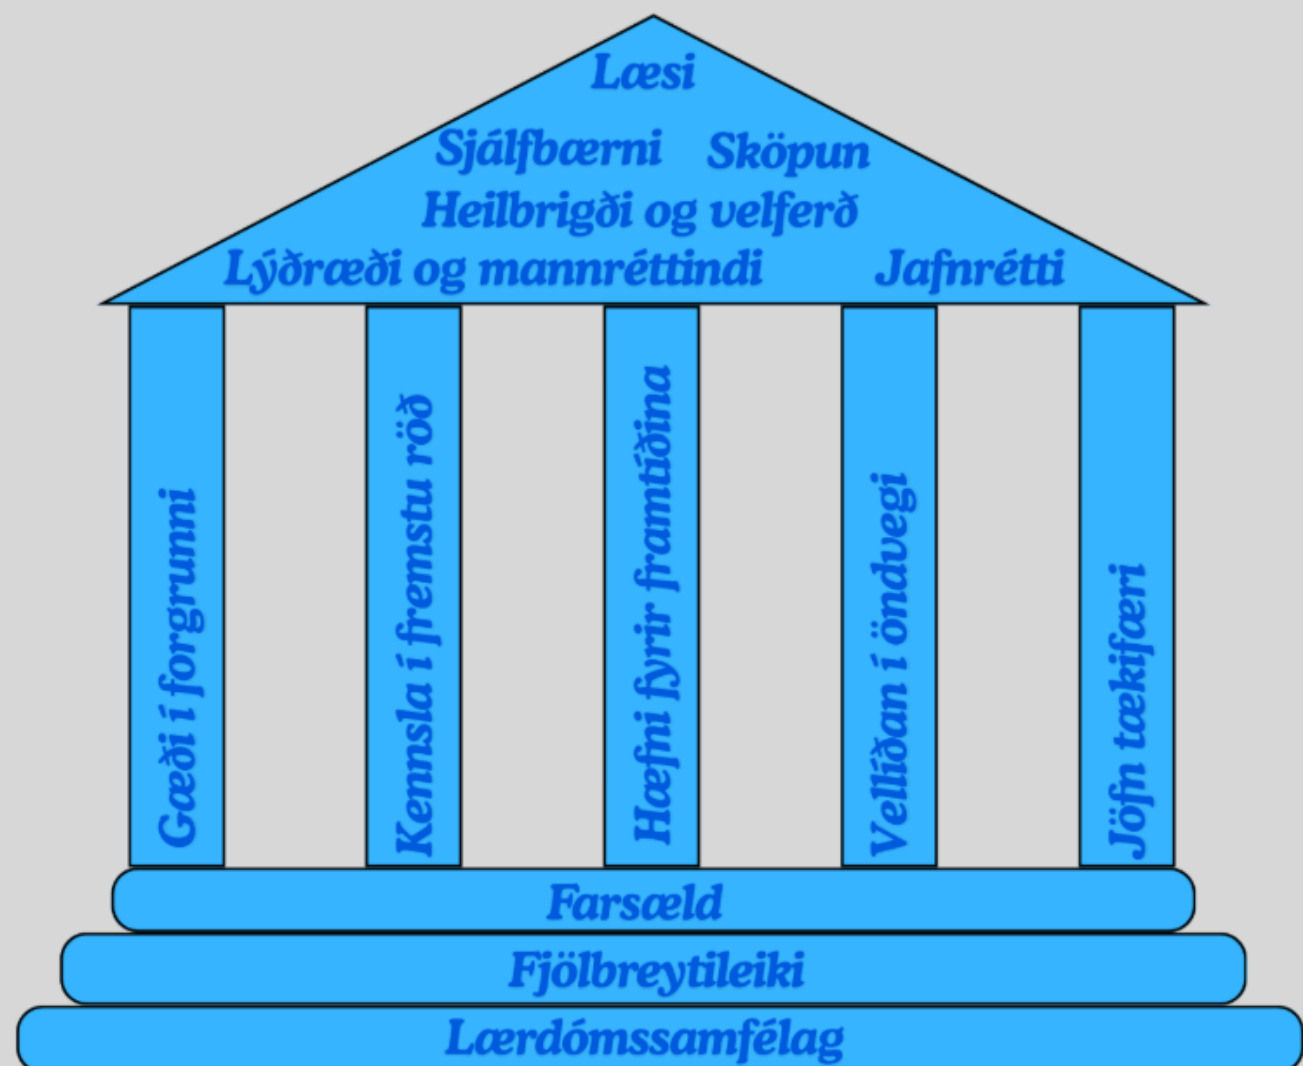 Læsi
Sjálfbærni Sköpun
Heilbrigði og velferð
Lýðræði og mannréttindi Jafnrétti
Gæði í forgrunni
Kennsla í fremstu röð
Hæfni fyrir framtíðina
Vellíðan í öndvegi
Jöfn tækifæri
Farsæld
Fjölbreytileiki
Lærdómssamfélag